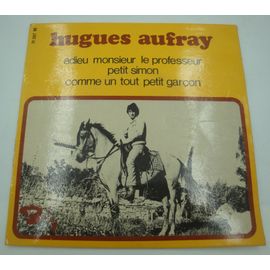 hugues aufray
adieu monsieur le professeur
petit simon
comme un tout petit garçon